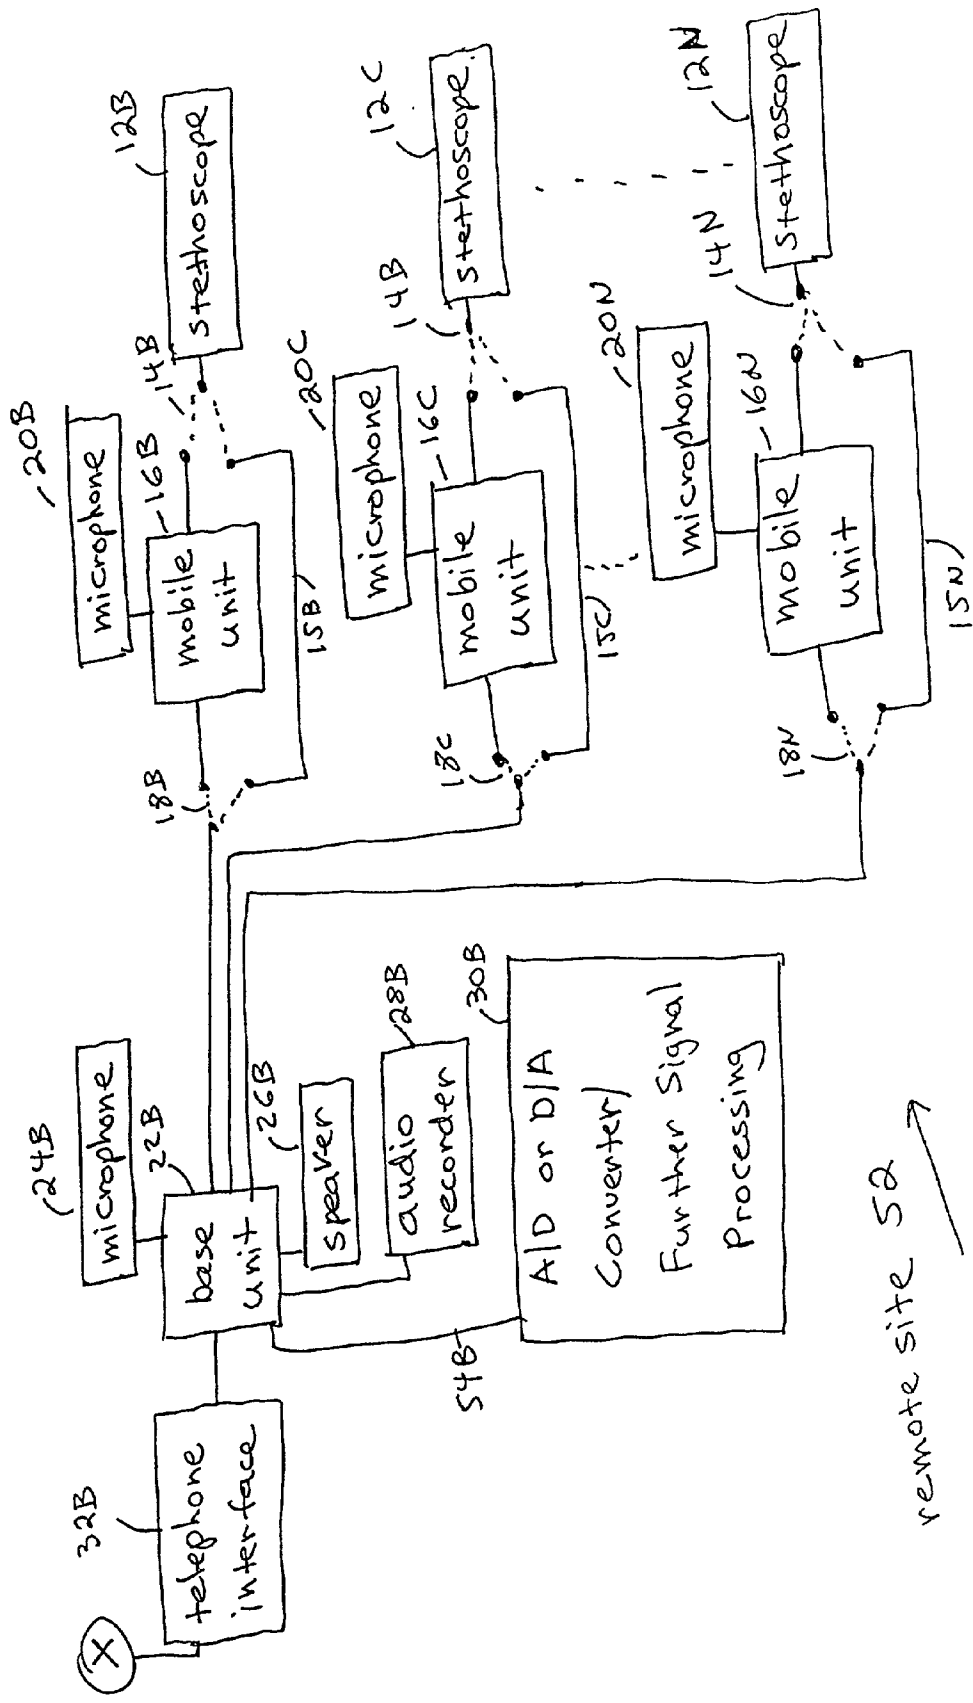 X
32B
telephone
interface
24B
microphone
22B
base
unit
26B
speaker
28B
audio
recorder
54B
30B
A/D or D/A
Converter/
Further Signal
Processing
remote site 52
20B
microphone
18B
16B
mobile
unit
15B
14B
12B
stethoscope
20C
microphone
18C
16C
mobile
unit
15C
14B
12C
stethoscope
20N
microphone
18N
16N
mobile
unit
15N
14N
12N
stethoscope